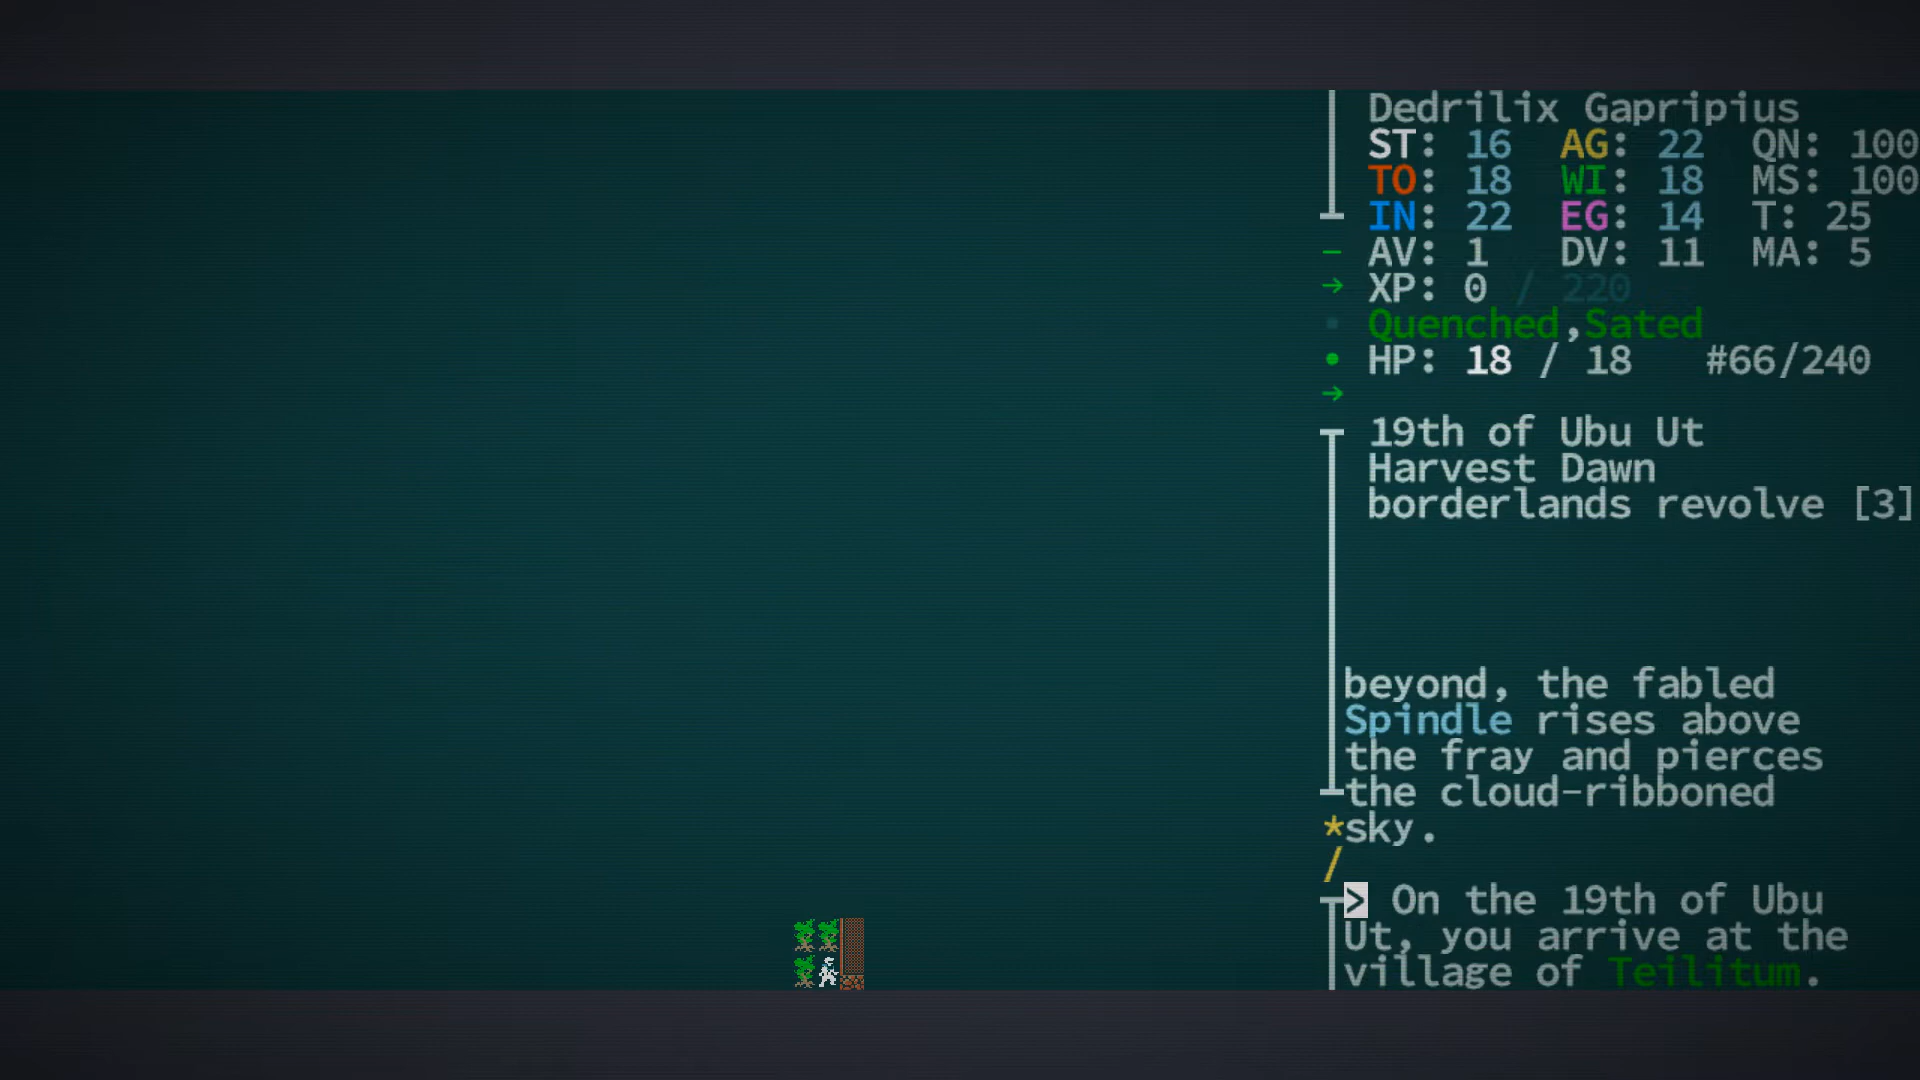 Dedrilix Gapripius
ST: 16 AG: 22 QN: 100
TO: 18 WI: 18 MS: 100
IN: 22 EG: 14 T: 25
AV: 1 DV: 11 MA: 5
XP: 0 / 220
Quenched,Sated
HP: 18 / 18 #66/240
19th of Ubu Ut
Harvest Dawn
borderlands revolve [3]
beyond, the fabled
Spindle rises above
the fray and pierces
the cloud-ribboned
sky.
> On the 19th of Ubu
Ut, you arrive at the
village of Teilitum.